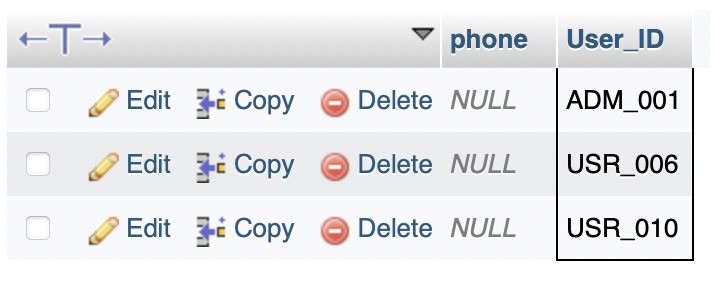 ←T→ phone User_ID
Edit Copy Delete NULL ADM_001
Edit Copy Delete NULL USR_006
Edit Copy Delete NULL USR_010